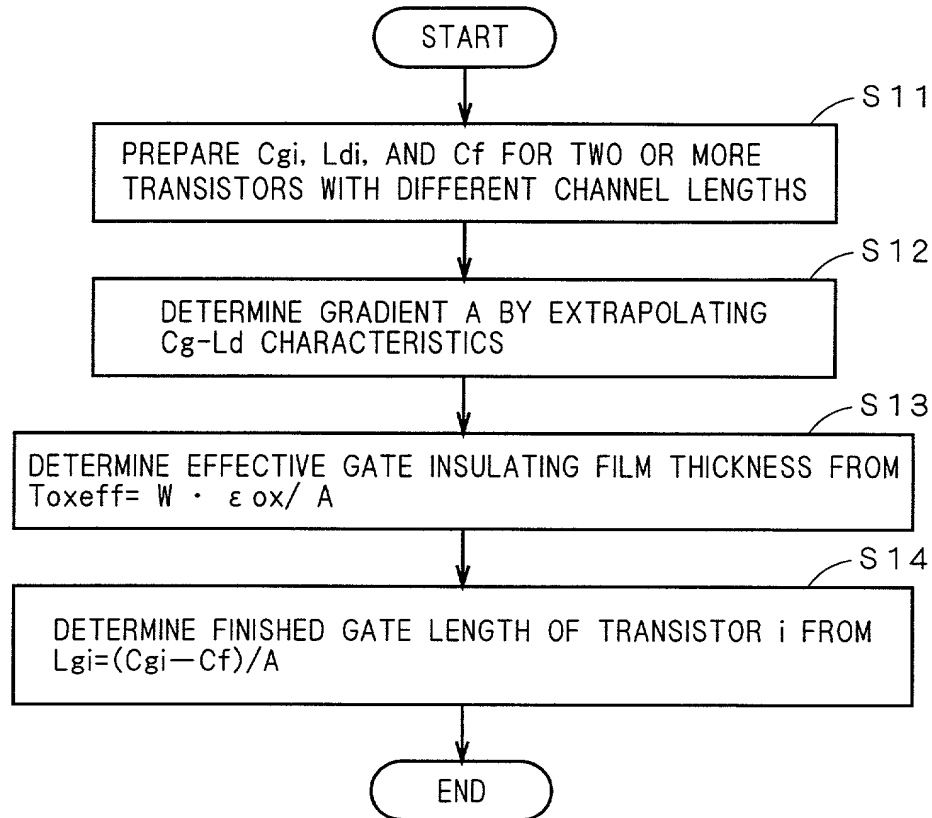 START
S11
PREPARE Cgi, Ldi, AND Cf FOR TWO OR MORE
TRANSISTORS WITH DIFFERENT CHANNEL LENGTHS
S12
DETERMINE GRADIENT A BY EXTRAPOLATING
Cg-Ld CHARACTERISTICS
S13
DETERMINE EFFECTIVE GATE INSULATING FILM THICKNESS FROM
Toxeff= W · εox/ A
S14
DETERMINE FINISHED GATE LENGTH OF TRANSISTOR i FROM
Lgi=(Cgi−Cf)/A
END